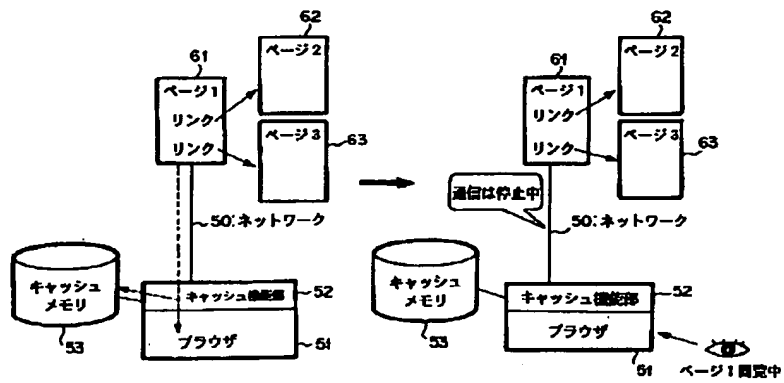 62
61
ページ2
ページ1
リンク
リンク
ページ3
63
50:ネットワーク
キャッシュ
メモリ
53
キャッシュ機能部
52
ブラウザ
51
62
61
ページ2
ページ1
リンク
リンク
ページ3
63
通信は停止中
50:ネットワーク
キャッシュ
メモリ
53
キャッシュ機能部
52
ブラウザ
51
ページ1閲覧中